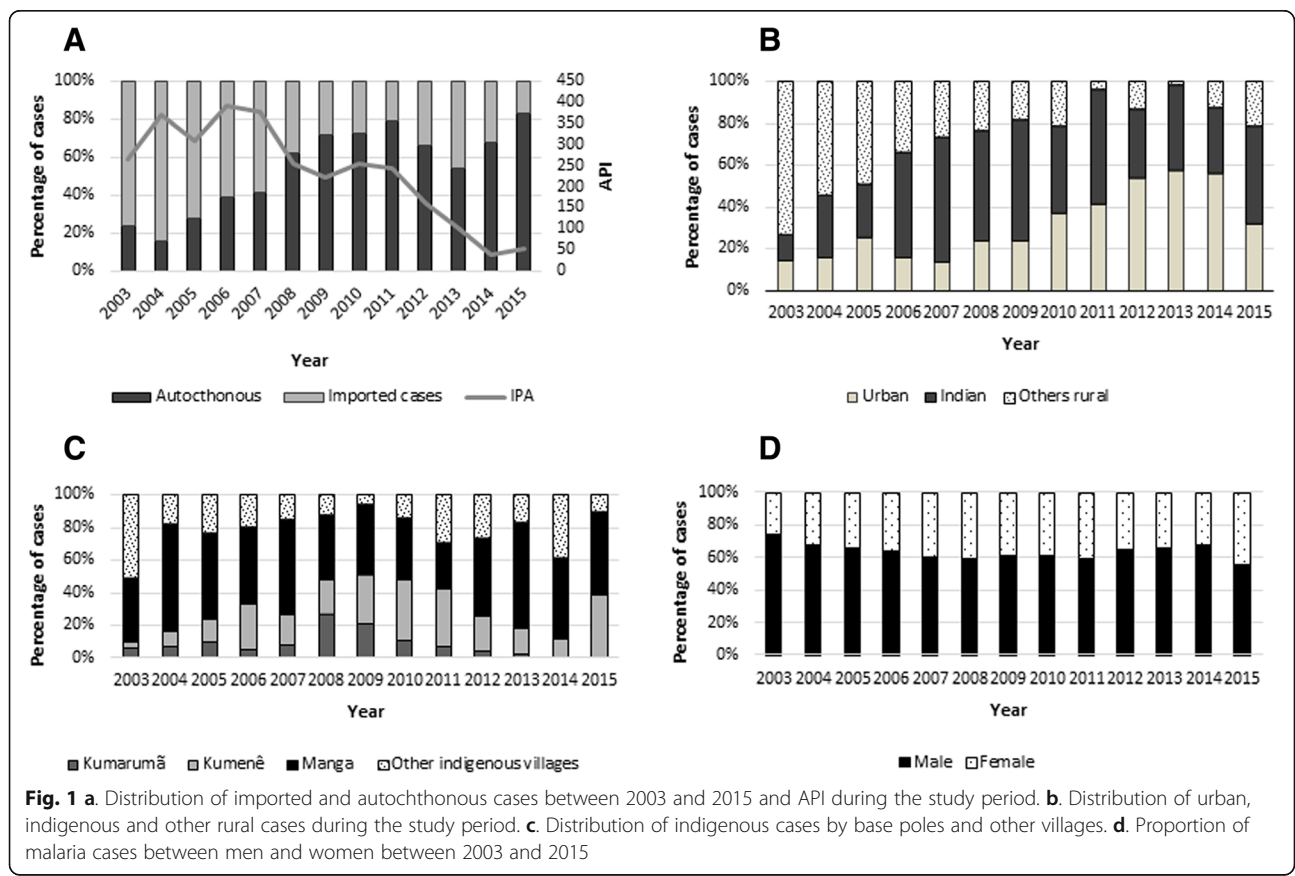 A
Percentage of cases
100%
80%
60%
40%
20%
0%
450
400
350
300
250
200
150
100
50
0
API
2003 2004 2005 2006 2007 2008 2009 2010 2011 2012 2013 2014 2015
Year
Autocthonous Imported cases IPA
B
Percentage of cases
100%
80%
60%
40%
20%
0%
2003 2004 2005 2006 2007 2008 2009 2010 2011 2012 2013 2014 2015
Year
Urban Indian Others rural
C
Percentage of cases
100%
80%
60%
40%
20%
0%
2003 2004 2005 2006 2007 2008 2009 2010 2011 2012 2013 2014 2015
Year
Kumarumã Kumenê Manga Other indigenous villages
D
Percentage of cases
100%
80%
60%
40%
20%
0%
2003 2004 2005 2006 2007 2008 2009 2010 2011 2012 2013 2014 2015
Year
Male Female
Fig. 1 a. Distribution of imported and autochthonous cases between 2003 and 2015 and API during the study period. b. Distribution of urban,
indigenous and other rural cases during the study period. c. Distribution of indigenous cases by base poles and other villages. d. Proportion of
malaria cases between men and women between 2003 and 2015